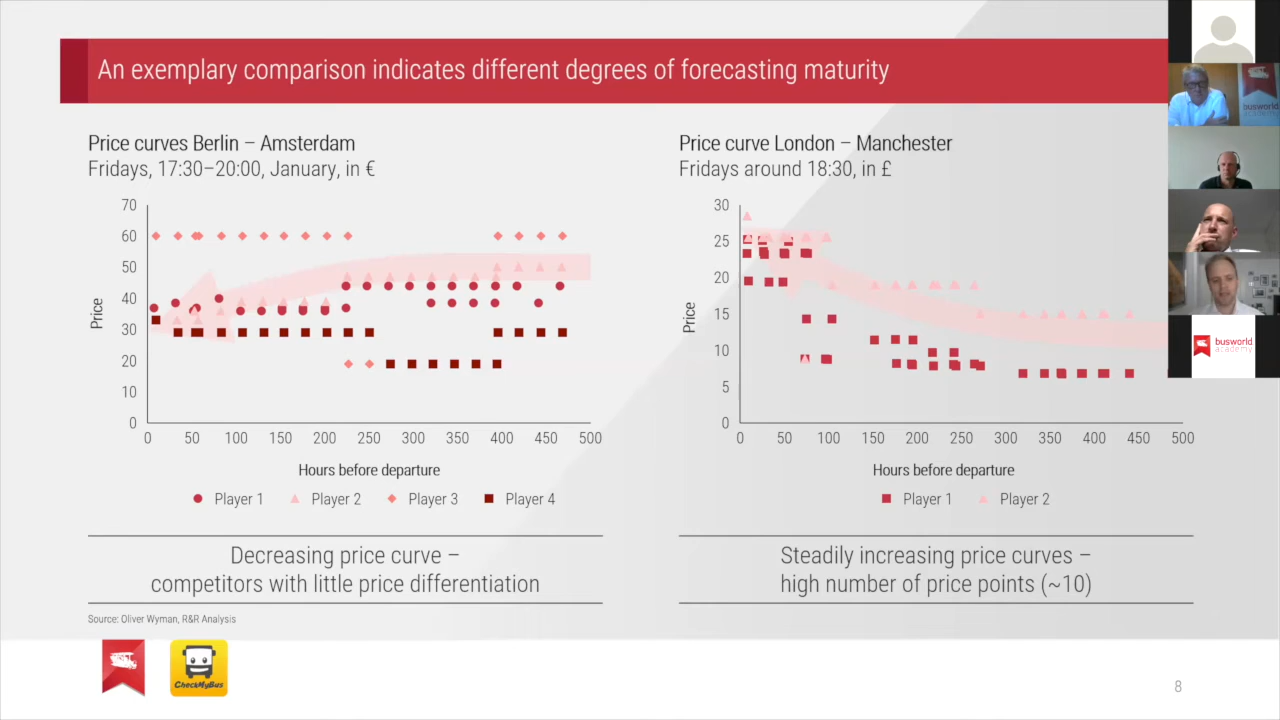 An exemplary comparison indicates different degrees of forecasting maturity
Price curves Berlin – Amsterdam
Fridays, 17:30–20:00, January, in €
70
60
50
40
30
20
10
0
Price
0 50 100 150 200 250 300 350 400 450 500
Hours before departure
Player 1 Player 2 Player 3 Player 4
Decreasing price curve –
competitors with little price differentiation
Price curve London – Manchester
Fridays around 18:30, in £
30
25
20
15
10
5
0
Price
0 50 100 150 200 250 300 350 400 450 500
Hours before departure
Player 1 Player 2
Steadily increasing price curves –
high number of price points (~10)
Source: Oliver Wyman, R&R Analysis
CheckMyBus
8
busworld
academy
busworld
academy